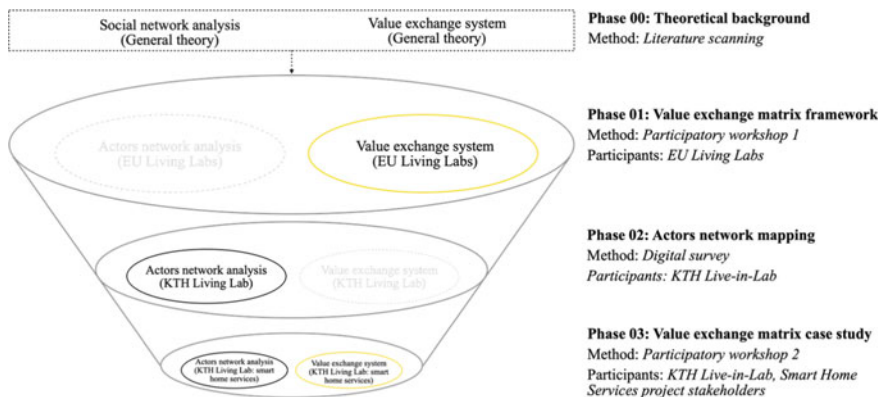 Social network analysis
(General theory)
Value exchange system
(General theory)
Phase 00: Theoretical background
Method: Literature scanning
Actors network analysis
(EU Living Labs)
Value exchange system
(EU Living Labs)
Phase 01: Value exchange matrix framework
Method: Participatory workshop 1
Participants: EU Living Labs
Actors network analysis
(KTH Living Lab)
Value exchange system
(KTH Living Lab)
Phase 02: Actors network mapping
Method: Digital survey
Participants: KTH Live-in-Lab
Actors network analysis
(KTH Living Lab: smart
home services)
Value exchange system
(KTH Living Lab: smart
home services)
Phase 03: Value exchange matrix case study
Method: Participatory workshop 2
Participants: KTH Live-in-Lab, Smart Home
Services project stakeholders